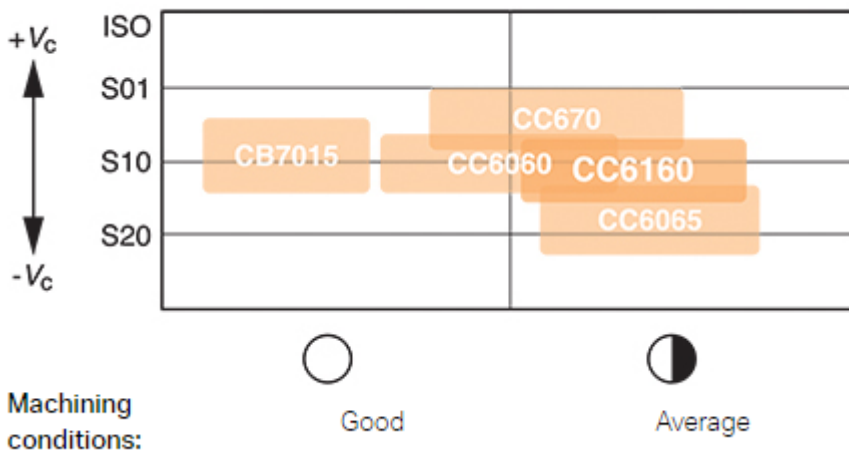 ISO
+Vc
S01
CC670
CB7015
S10
CC6060
CC6160
CC6065
S20
-Vc
Machining
conditions:
Good
Average